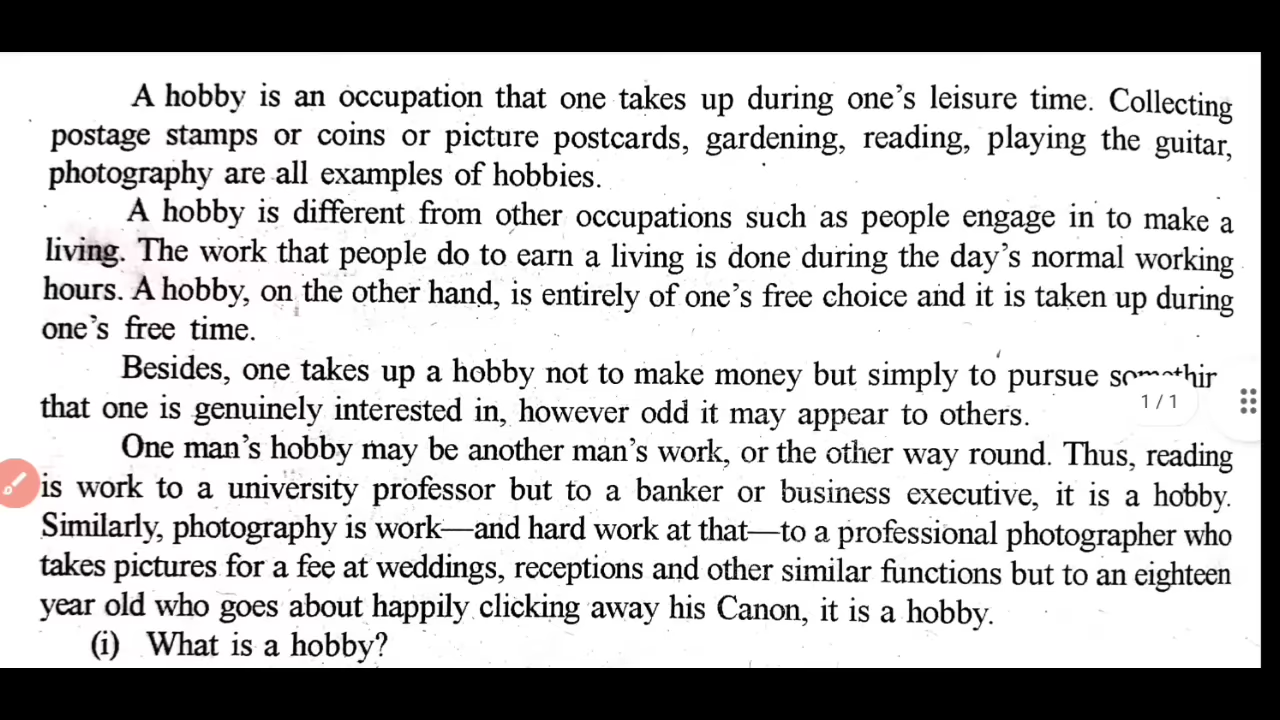 A hobby is an occupation that one takes up during one’s leisure time. Collecting
postage stamps or coins or picture postcards, gardening, reading, playing the guitar,
photography are all examples of hobbies.
A hobby is different from other occupations such as people engage in to make a
living. The work that people do to earn a living is done during the day’s normal working
hours. A hobby, on the other hand, is entirely of one’s free choice and it is taken up during
one’s free time.
Besides, one takes up a hobby not to make money but simply to pursue
that one is genuinely interested in, however odd it may appear to others.
1 / 1
One man’s hobby may be another man’s work, or the other way round. Thus, reading
is work to a university professor but to a banker or business executive, it is a hobby.
Similarly, photography is work—and hard work at that—to a professional photographer who
takes pictures for a fee at weddings, receptions and other similar functions but to an eighteen
year old who goes about happily clicking away his Canon, it is a hobby.
(i) What is a hobby?